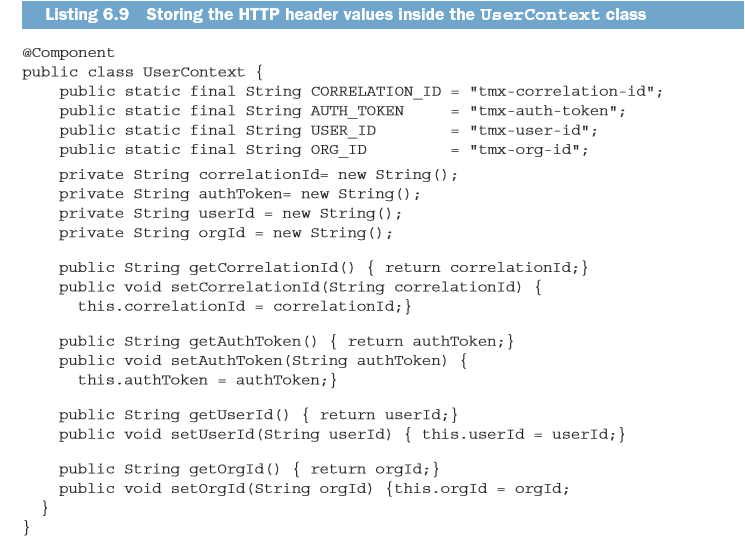 Listing 6.9 Storing the HTTP header values inside the UserContext class
@Component
public class UserContext {
public static final String CORRELATION_ID = "tmx-correlation-id";
public static final String AUTH_TOKEN = "tmx-auth-token";
public static final String USER_ID = "tmx-user-id";
public static final String ORG_ID = "tmx-org-id";
private String correlationId= new String();
private String authToken= new String();
private String userId = new String();
private String orgId = new String();
public String getCorrelationId() { return correlationId;}
public void setCorrelationId(String correlationId) {
this.correlationId = correlationId;}
public String getAuthToken() { return authToken;}
public void setAuthToken(String authToken) {
this.authToken = authToken;}
public String getUserId() { return userId;}
public void setUserId(String userId) { this.userId = userId;}
public String getOrgId() { return orgId;}
public void setOrgId(String orgId) {this.orgId = orgId;
}
}